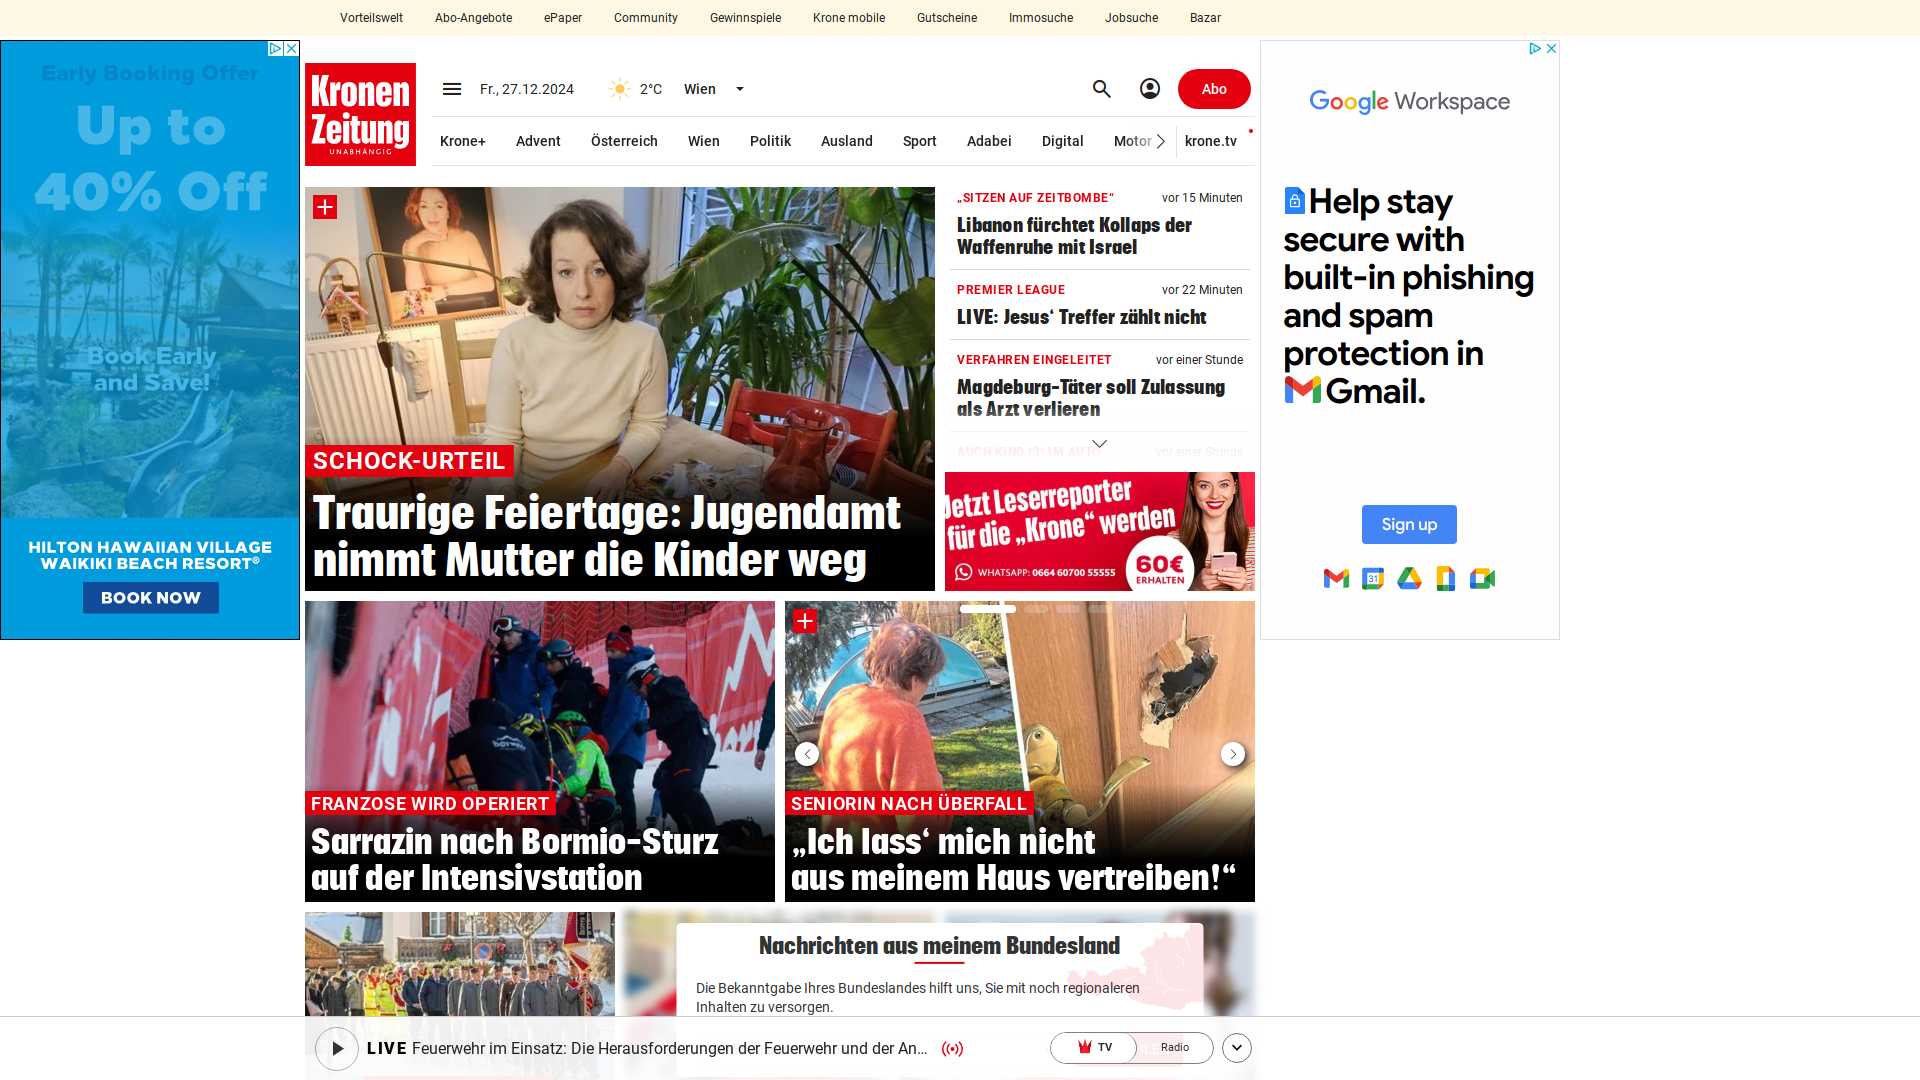 Vorteilswelt
Abo-Angebote
ePaper
Community
Gewinnspiele
Krone mobile
Gutscheine
Immosuche
Jobsuche
Bazar
Early Booking Offer
Up to
40% Off
Book Early
and Save!
HILTON HAWAIIAN VILLAGE
WAIKIKI BEACH RESORT®
BOOK NOW
Kronen
Zeitung
UNABHÄNGIG
Fr., 27.12.2024
2°C
Wien
Abo
Krone+
Advent
Österreich
Wien
Politik
Ausland
Sport
Adabei
Digital
Motor
krone.tv
SCHOCK-URTEIL
Traurige Feiertage: Jugendamt
nimmt Mutter die Kinder weg
„SITZEN AUF ZEITBOMBE“
vor 15 Minuten
Libanon fürchtet Kollaps der
Waffenruhe mit Israel
PREMIER LEAGUE
vor 22 Minuten
LIVE: Jesus‘ Treffer zählt nicht
VERFAHREN EINGELEITET
vor einer Stunde
Magdeburg-Täter soll Zulassung
als Arzt verlieren
AUCH KIND (7) IM AUTO
vor einer Stunde
Jetzt Leserreporter
für die „Krone“ werden
WHATSAPP: 0664 60700 55555
60€
ERHALTEN
FRANZOSE WIRD OPERIERT
Sarrazin nach Bormio-Sturz
auf der Intensivstation
SENIORIN NACH ÜBERFALL
„Ich lass‘ mich nicht
aus meinem Haus vertreiben!“
Nachrichten aus meinem Bundesland
Die Bekanntgabe Ihres Bundeslandes hilft uns, Sie mit noch regionaleren
Inhalten zu versorgen.
LIVE Feuerwehr im Einsatz: Die Herausforderungen der Feuerwehr und der An...
TV
Radio
Google Workspace
Help stay
secure with
built-in phishing
and spam
protection in
Gmail.
Sign up
31